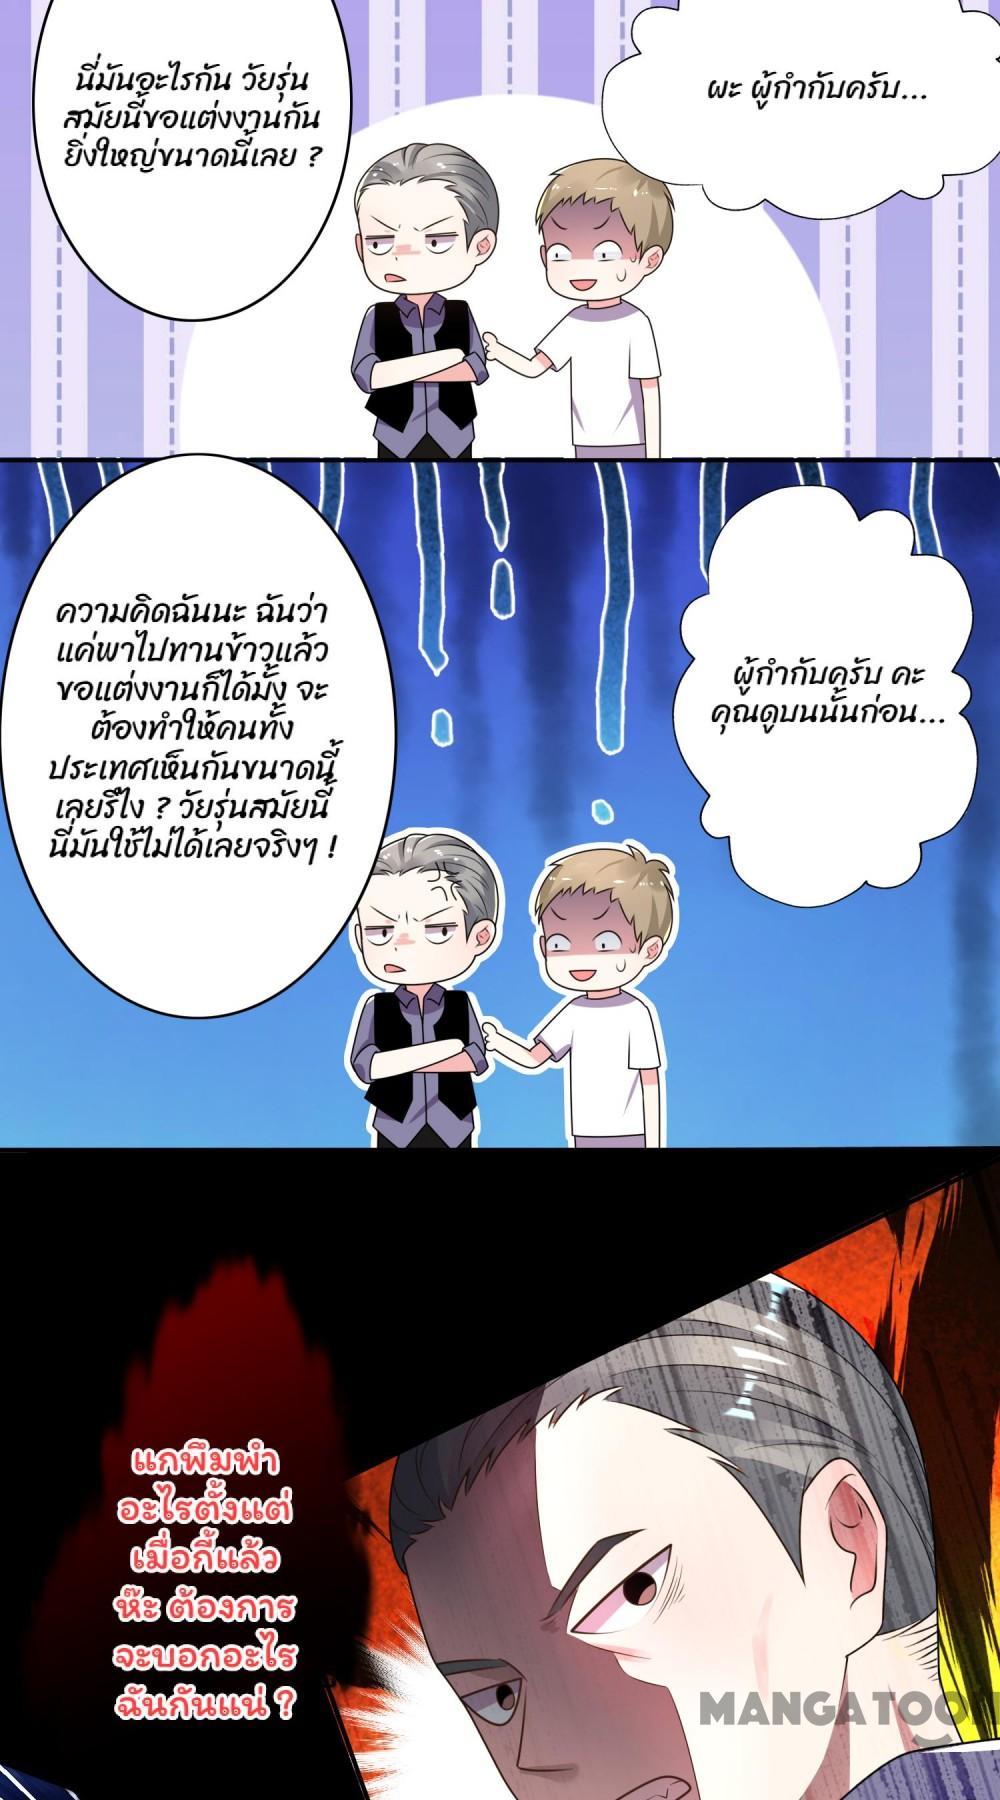 นี่มันอะไรกัน วัยรุ่น
สมัยนี้ขอแต่งงานกัน
ยิ่งใหญ่ขนาดนี้เลย ?
ผะ ผู้กำกับครับ...
ความคิดฉันนะ ฉันว่า
แค่พาไปทานข้าวแล้ว
ขอแต่งงานก็ได้มั้ง จะ
ต้องทำให้คนทั้ง
ประเทศเห็นกันขนาดนี้
เลยรึไง ? วัยรุ่นสมัยนี้
นี่มันใช้ไม่ได้เลยจริงๆ !
ผู้กำกับครับ คะ
คุณดูบนนั้นก่อน...
แกพึมพำ
อะไรตั้งแต่
เมื่อกี้แล้ว
ห๊ะ ต้องการ
จะบอกอะไร
ฉันกันแน่ ?
MANGATOON